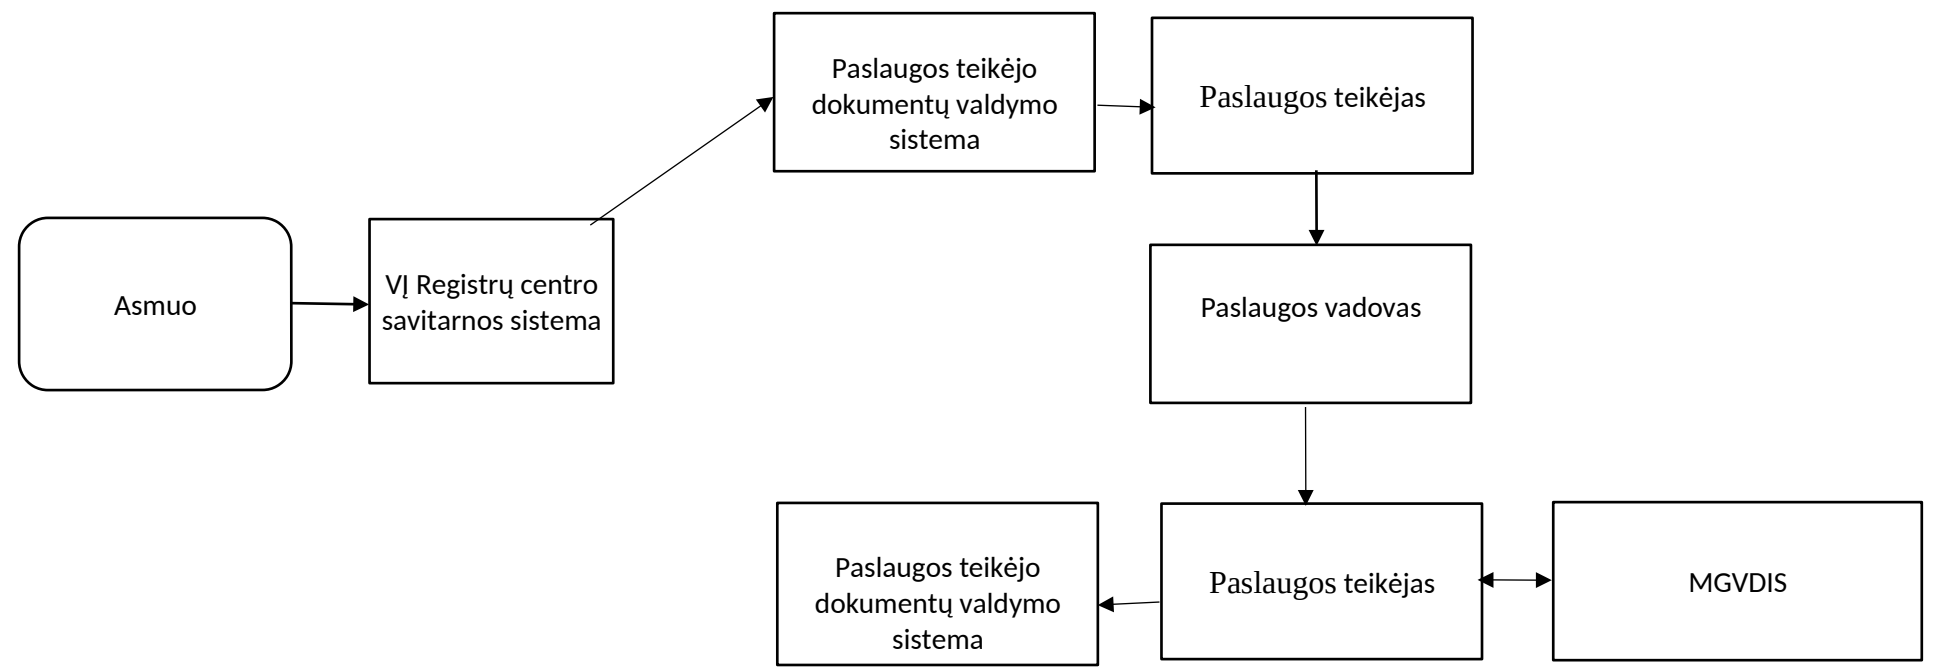 Paslaugos teikėjo
dokumentų valdymo
sistema
Paslaugos teikėjas
Asmuo
VĮ Registrų centro
savitarnos sistema
Paslaugos vadovas
Paslaugos teikėjo
dokumentų valdymo
sistema
Paslaugos teikėjas
MGVDIS